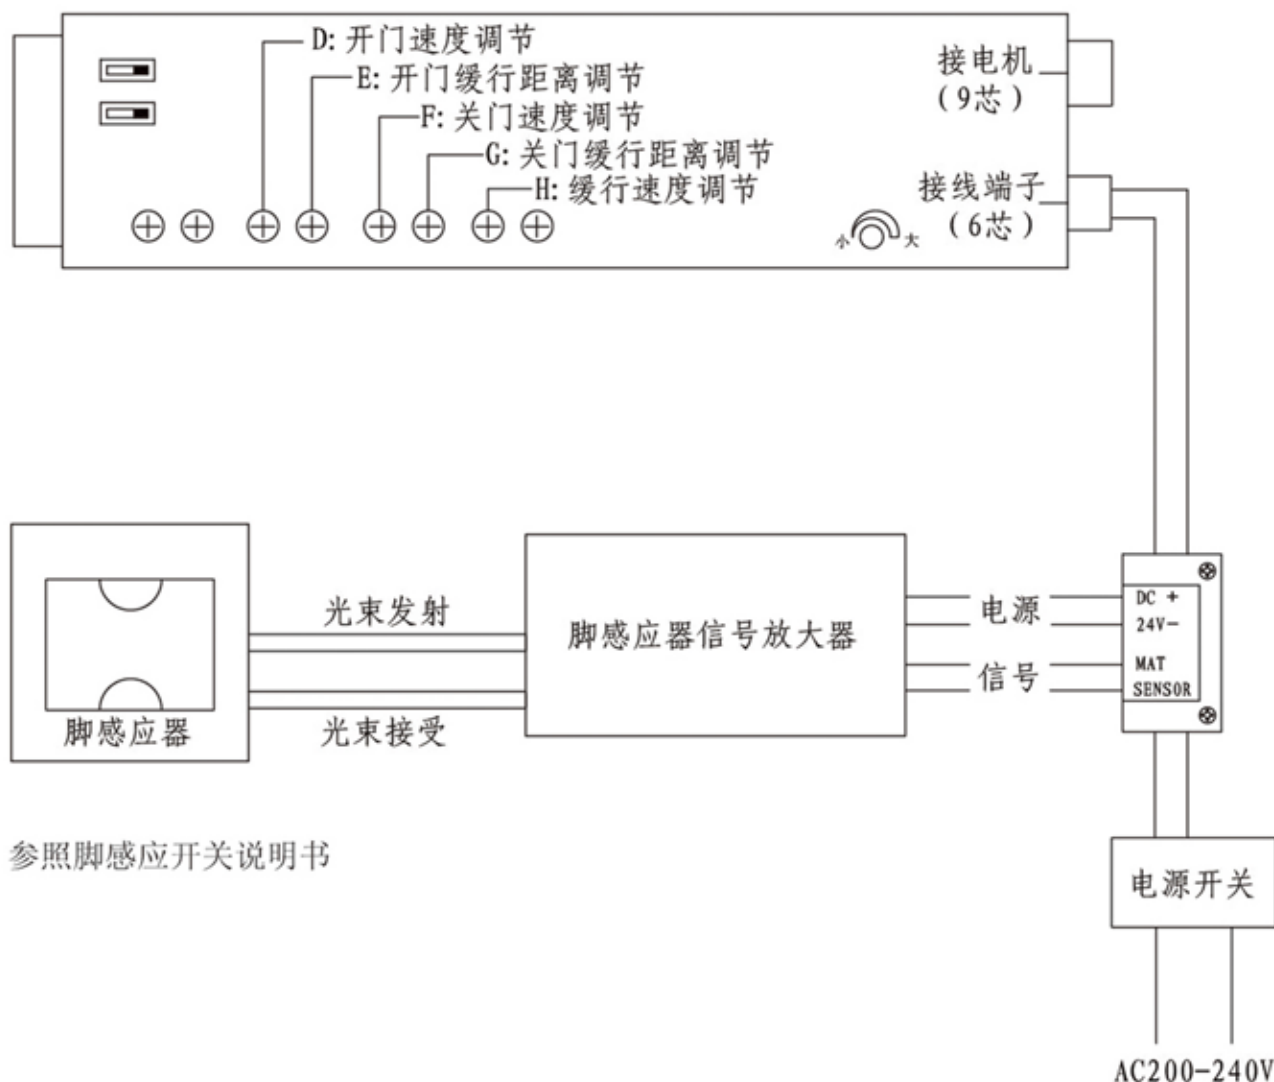 D: 开门速度调节
E: 开门缓行距离调节
F: 关门速度调节
G: 关门缓行距离调节
H: 缓行速度调节
小 大
接电机
(9芯)
接线端子
(6芯)
光束发射
脚感应器
光束接受
脚感应器信号放大器
电源
信号
DC +
24V-
MAT
SENSOR
参照脚感应开关说明书
电源开关
AC200-240V